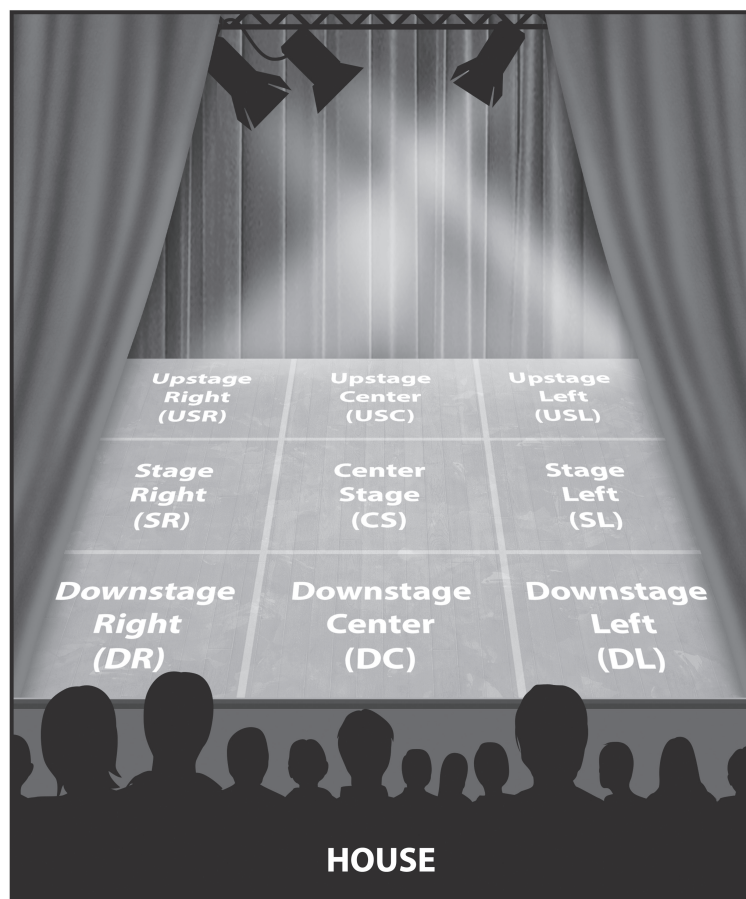 Upstage
Right
(USR)
Upstage
Center
(USC)
Upstage
Left
(USL)
Stage
Right
(SR)
Center
Stage
(CS)
Stage
Left
(SL)
Downstage
Right
(DR)
Downstage
Center
(DC)
Downstage
Left
(DL)
HOUSE